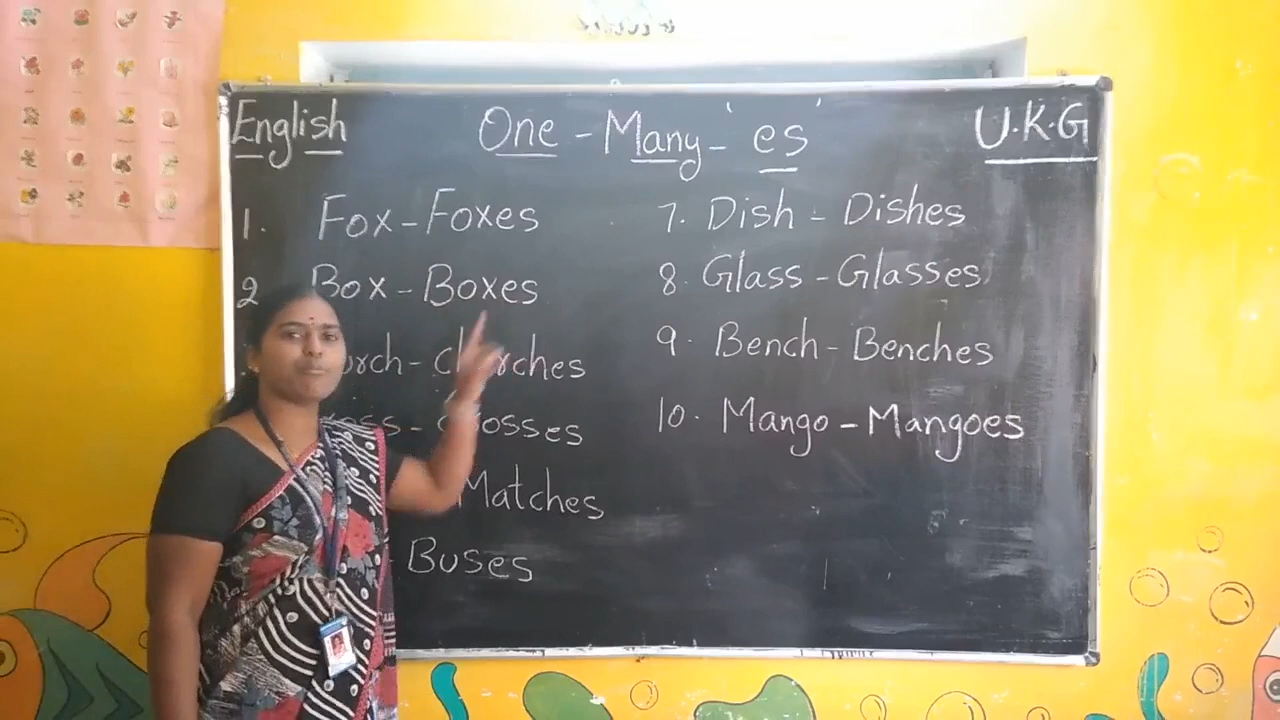 English
One - Many - 'es'
U.K.G
1. Fox - Foxes
2 Box - Boxes
Matches
Buses
7. Dish - Dishes
8. Glass - Glasses
9. Bench - Benches
10. Mango - Mangoes